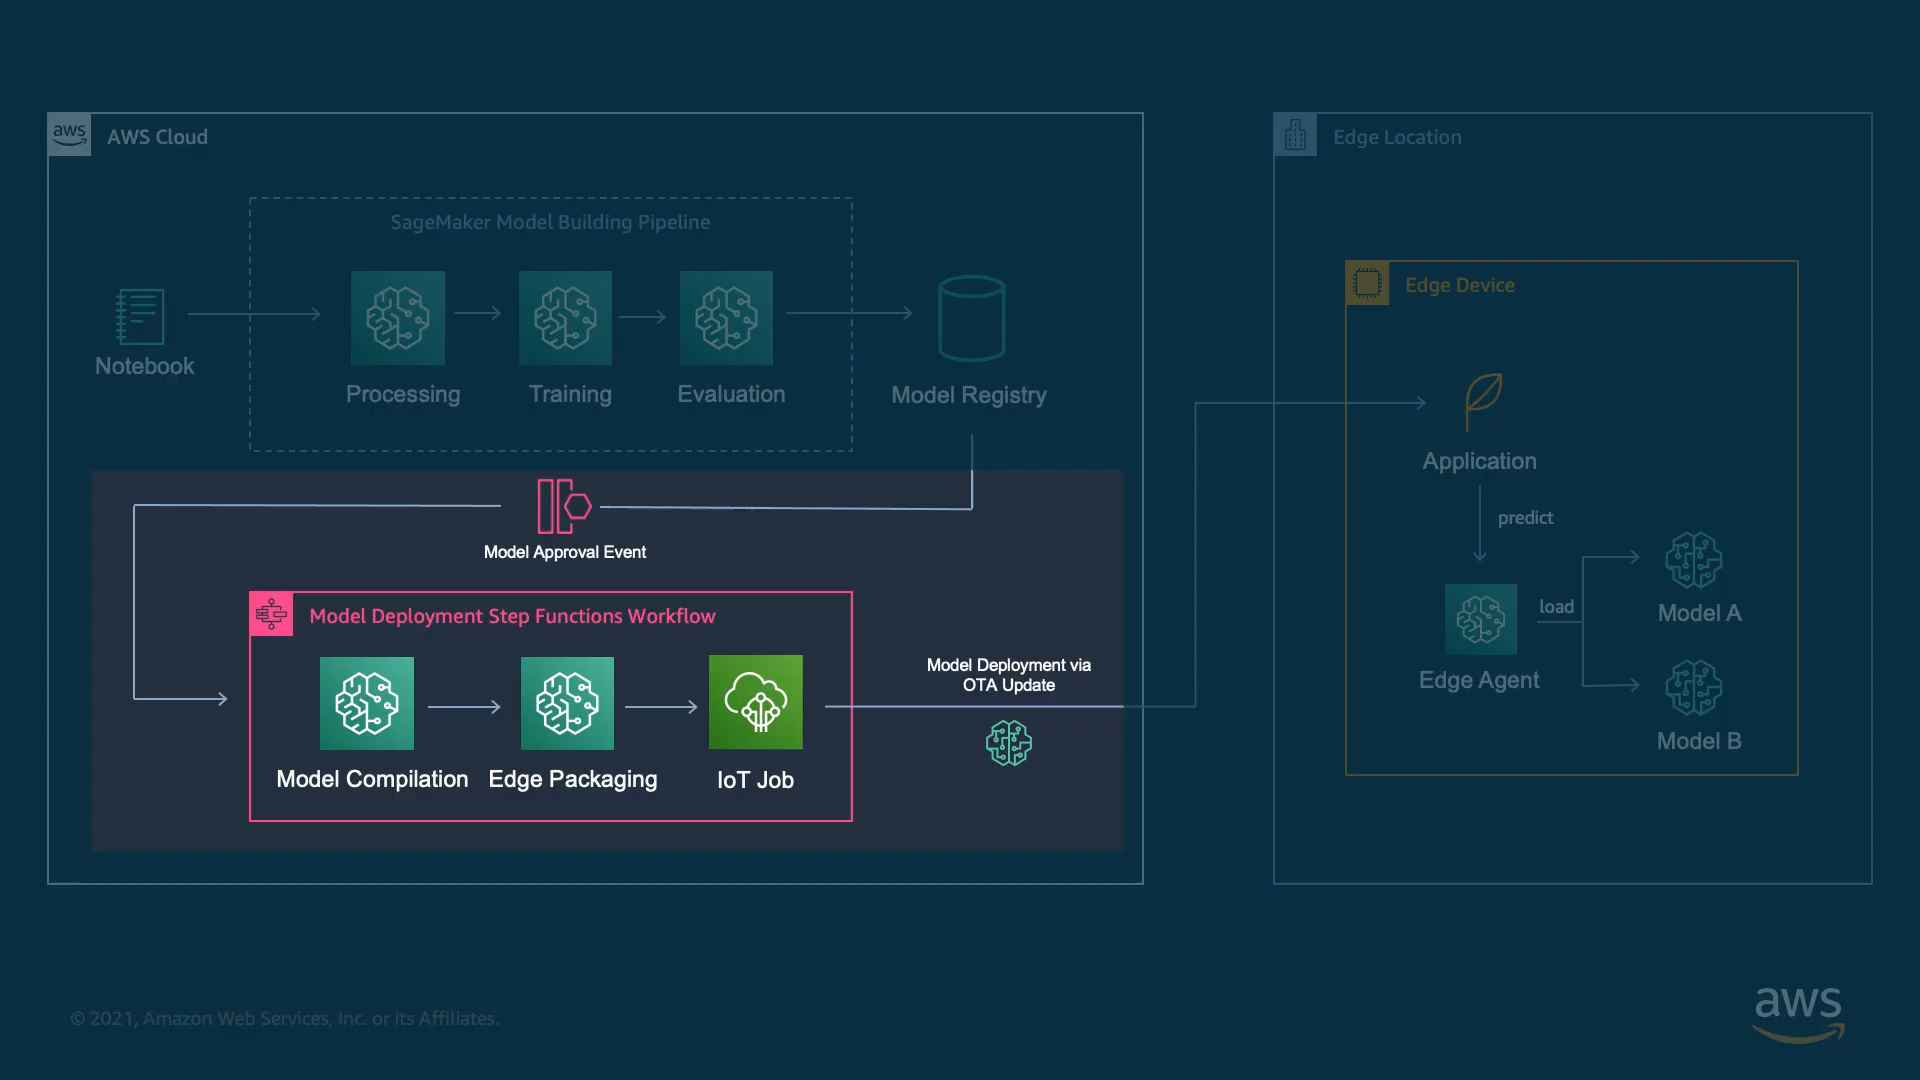 aws
AWS Cloud
Edge Location
SageMaker Model Building Pipeline
Edge Device
Notebook
Processing
Training
Evaluation
Model Registry
Application
predict
Model Approval Event
load
Model A
Model Deployment Step Functions Workflow
Model Deployment via
OTA Update
Edge Agent
Model B
Model Compilation
Edge Packaging
IoT Job
© 2021, Amazon Web Services, Inc. or its Affiliates.
aws